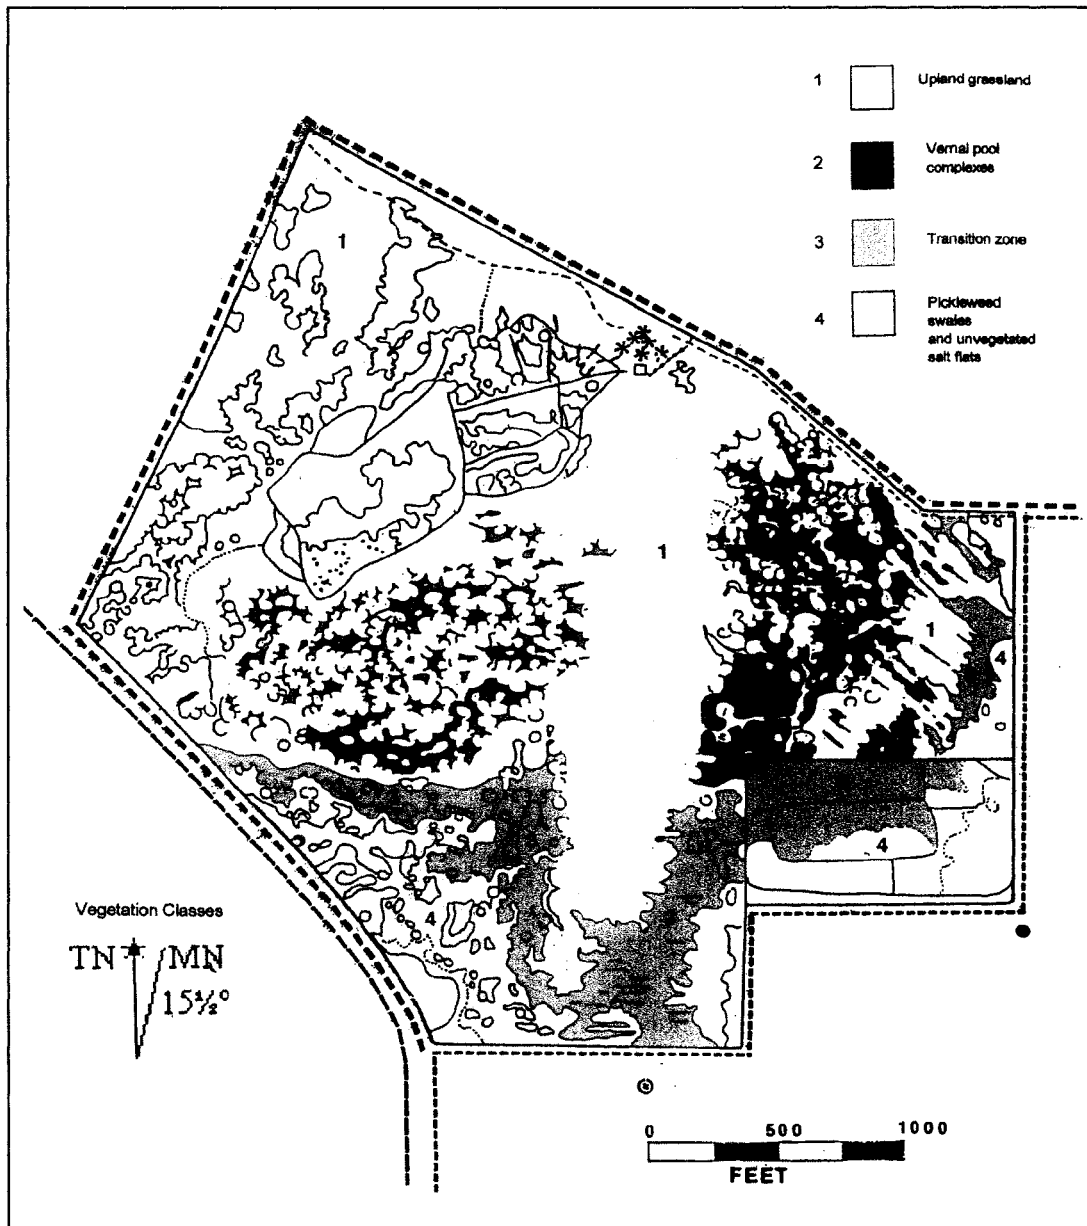 1 Upland grassland
2 Vernal pool
complexes
3 Transition zone
4 Pickleweed
swales
and unvegetated
salt flats
1
1
1
4
4
4
Vegetation Classes
TN MN
15½°
0 500 1000
FEET